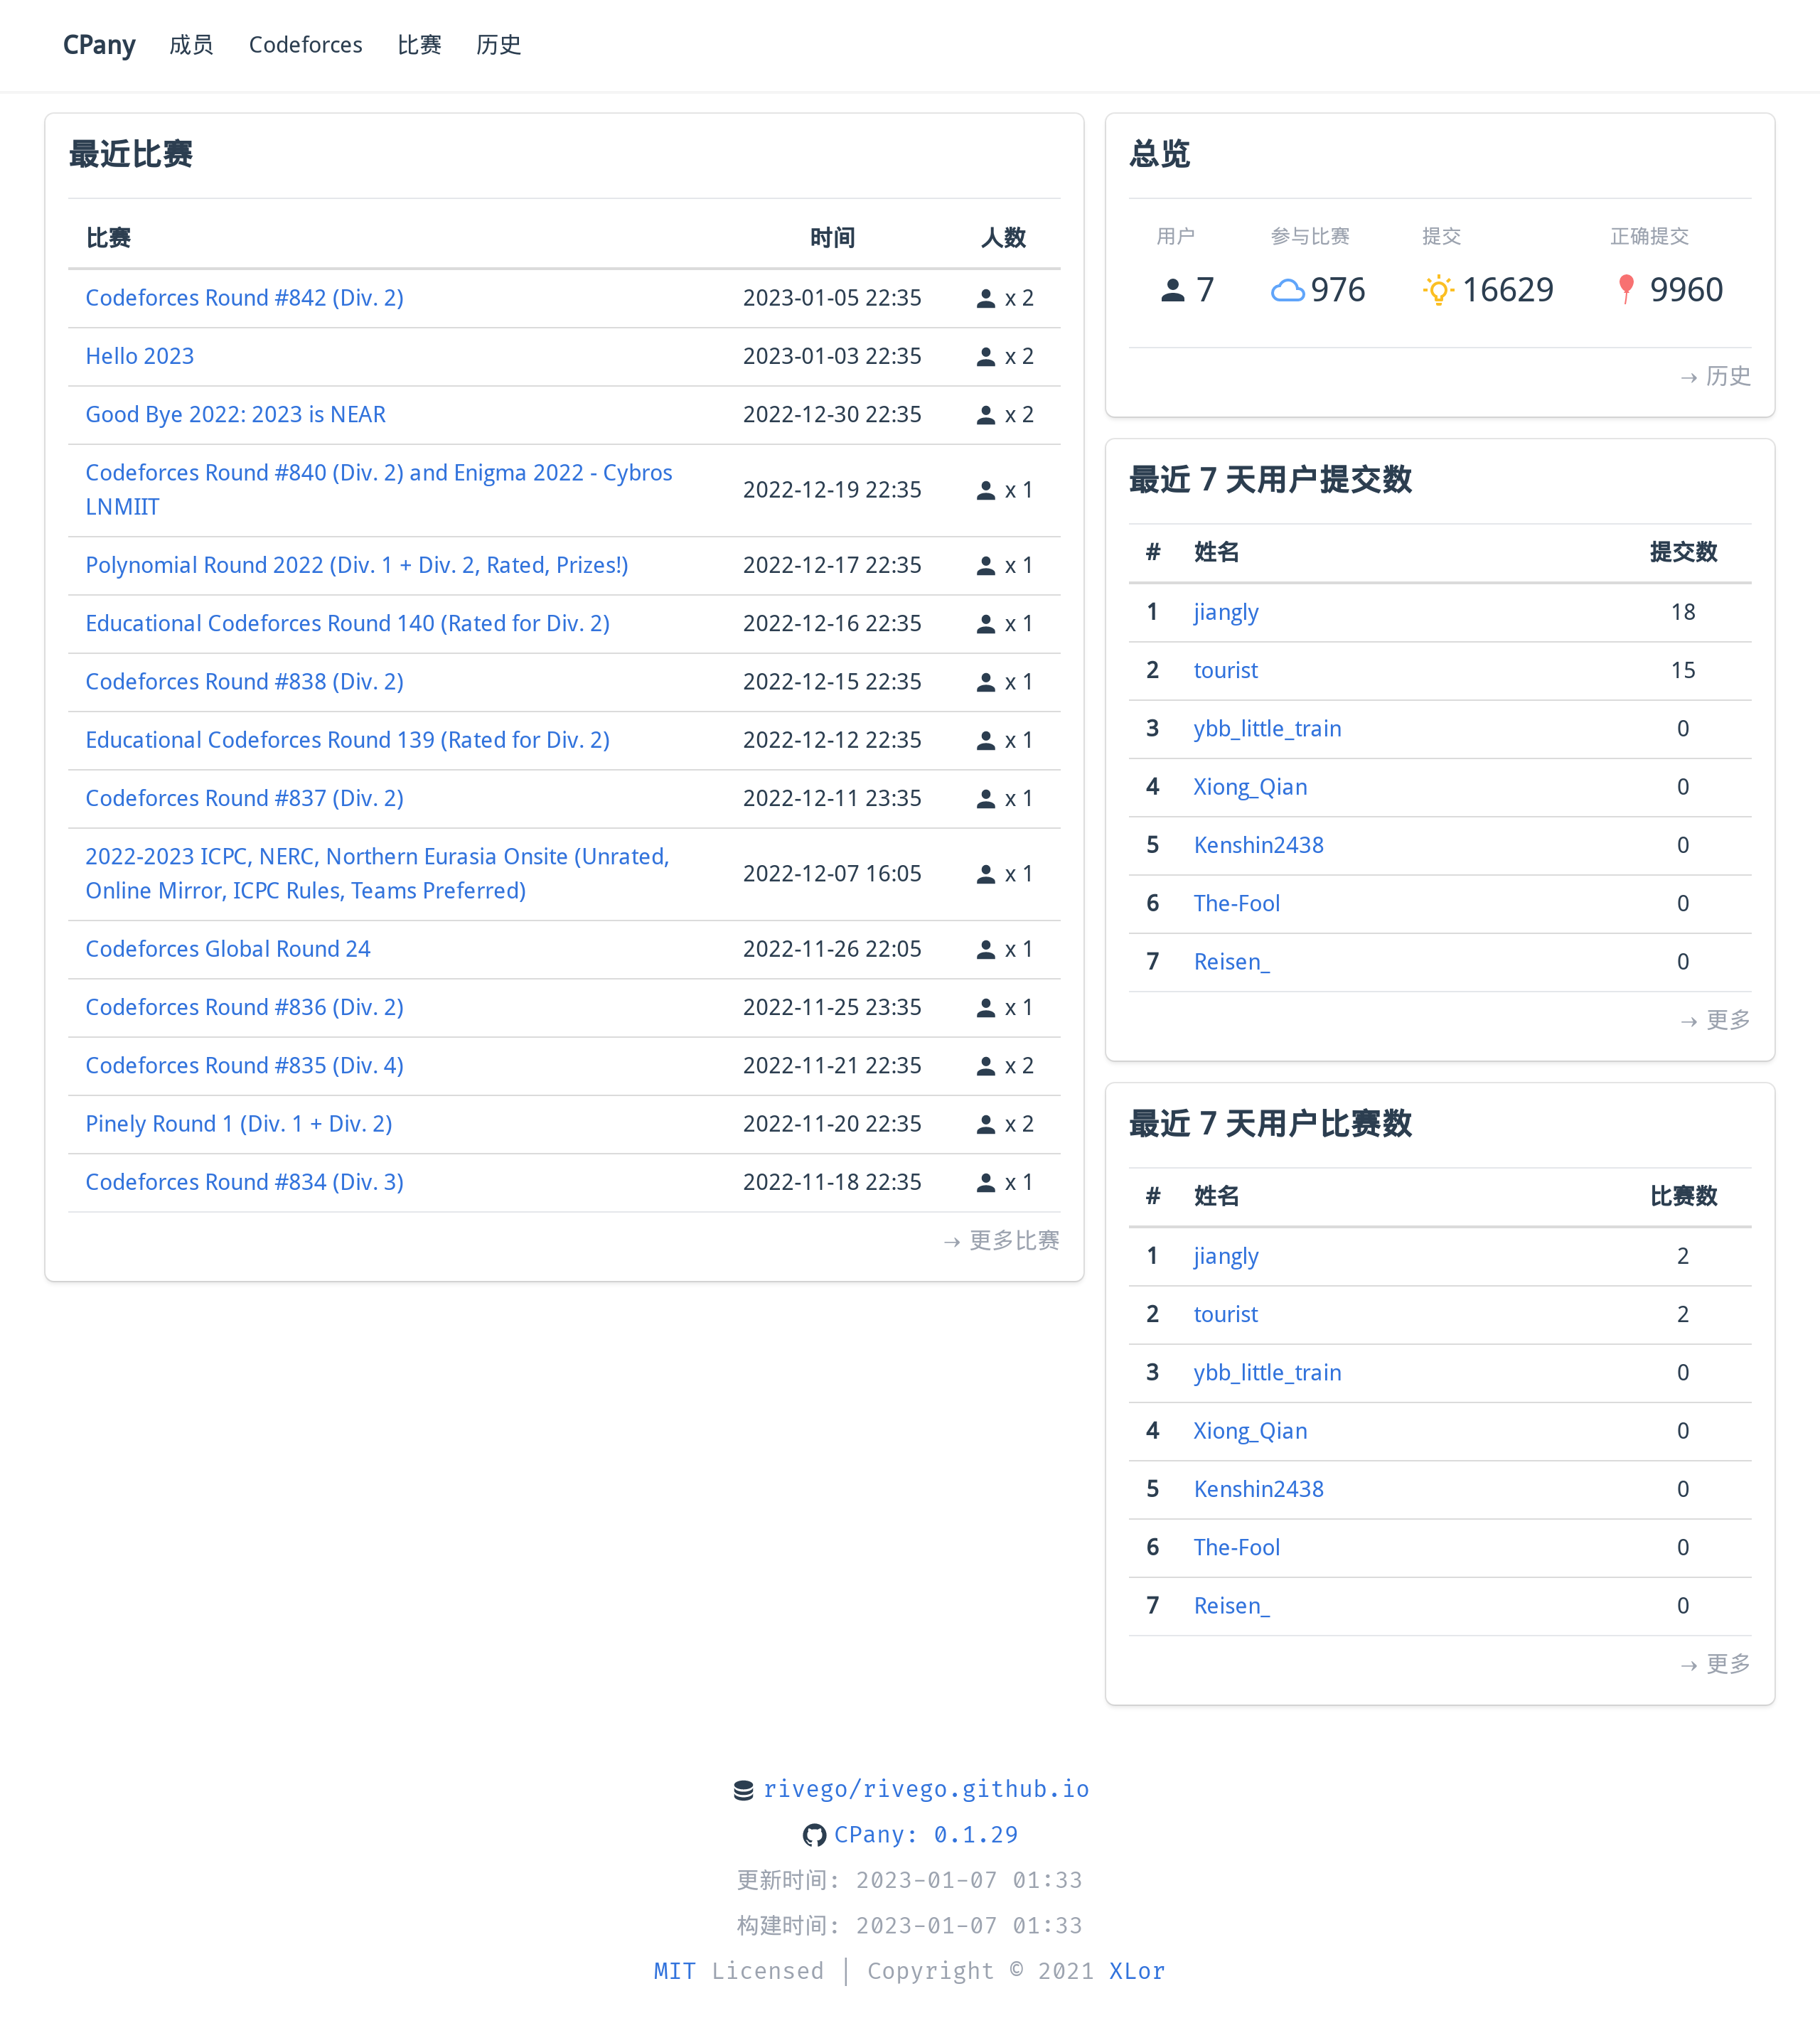 CPany 成员 Codeforces 比赛 历史
最近比赛
比赛 时间 人数
Codeforces Round #842 (Div. 2) 2023-01-05 22:35 x 2
Hello 2023 2023-01-03 22:35 x 2
Good Bye 2022: 2023 is NEAR 2022-12-30 22:35 x 2
Codeforces Round #840 (Div. 2) and Enigma 2022 - Cybros
LNMIIT 2022-12-19 22:35 x 1
Polynomial Round 2022 (Div. 1 + Div. 2, Rated, Prizes!) 2022-12-17 22:35 x 1
Educational Codeforces Round 140 (Rated for Div. 2) 2022-12-16 22:35 x 1
Codeforces Round #838 (Div. 2) 2022-12-15 22:35 x 1
Educational Codeforces Round 139 (Rated for Div. 2) 2022-12-12 22:35 x 1
Codeforces Round #837 (Div. 2) 2022-12-11 23:35 x 1
2022-2023 ICPC, NERC, Northern Eurasia Onsite (Unrated,
Online Mirror, ICPC Rules, Teams Preferred) 2022-12-07 16:05 x 1
Codeforces Global Round 24 2022-11-26 22:05 x 1
Codeforces Round #836 (Div. 2) 2022-11-25 23:35 x 1
Codeforces Round #835 (Div. 4) 2022-11-21 22:35 x 2
Pinely Round 1 (Div. 1 + Div. 2) 2022-11-20 22:35 x 2
Codeforces Round #834 (Div. 3) 2022-11-18 22:35 x 1
→ 更多比赛
总览
用户 参与比赛 提交 正确提交
7 976 16629 9960
→ 历史
最近 7 天用户提交数
# 姓名 提交数
1 jiangly 18
2 tourist 15
3 ybb_little_train 0
4 Xiong_Qian 0
5 Kenshin2438 0
6 The-Fool 0
7 Reisen_ 0
→ 更多
最近 7 天用户比赛数
# 姓名 比赛数
1 jiangly 2
2 tourist 2
3 ybb_little_train 0
4 Xiong_Qian 0
5 Kenshin2438 0
6 The-Fool 0
7 Reisen_ 0
→ 更多
rivego/rivego.github.io
CPany: 0.1.29
更新时间: 2023-01-07 01:33
构建时间: 2023-01-07 01:33
MIT Licensed | Copyright © 2021 XLor